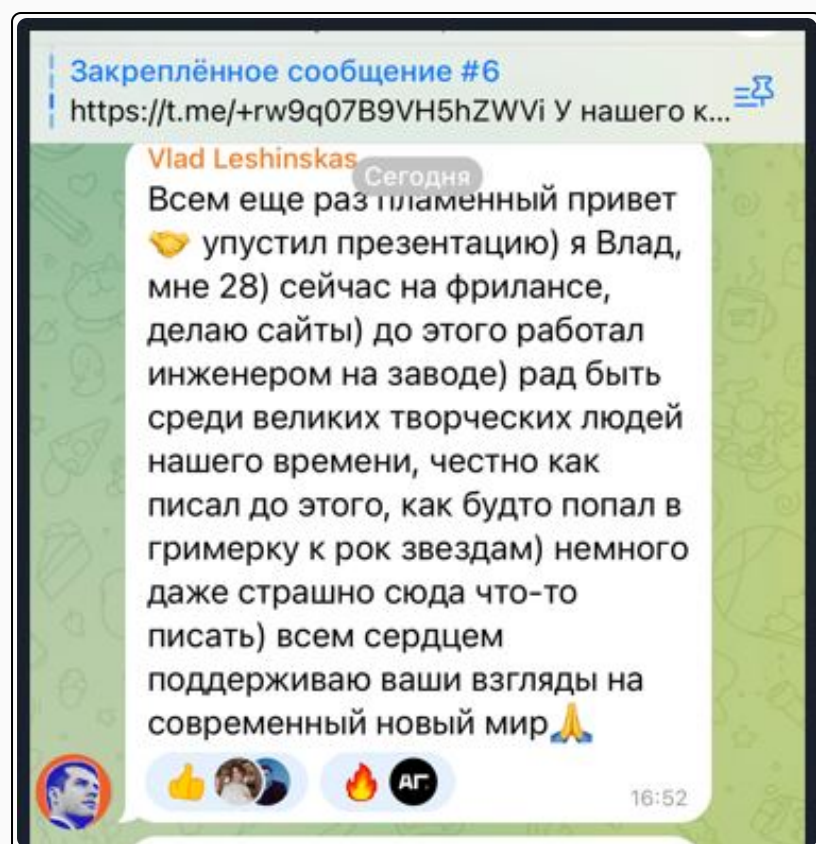 Закреплённое сообщение #6
https://t.me/+rw9q07B9VH5hZWVi У нашего к...
Vlad Leshinskas
Сегодня
Всем еще раз пламенный привет
🤝 упустил презентацию) я Влад,
мне 28) сейчас на фрилансе,
делаю сайты) до этого работал
инженером на заводе) рад быть
среди великих творческих людей
нашего времени, честно как
писал до этого, как будто попал в
гримерку к рок звездам) немного
даже страшно сюда что-то
писать) всем сердцем
поддерживаю ваши взгляды на
современный новый мир🙏
АГ.
16:52